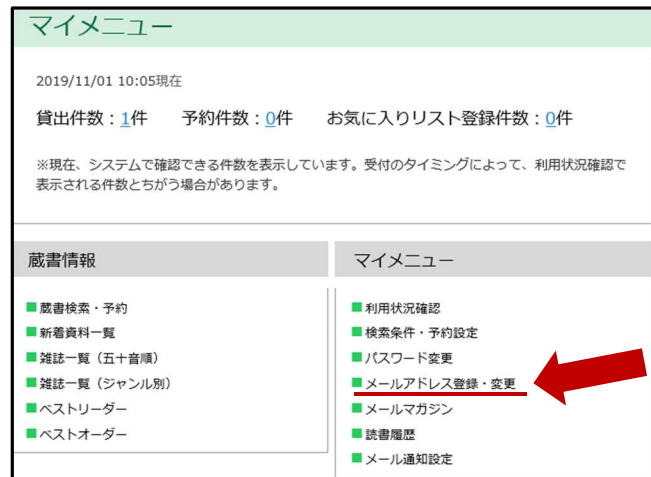 マイメニュー
2019/11/01 10:05現在
貸出件数：1件 予約件数：0件 お気に入りリスト登録件数：0件
※現在、システムで確認できる件数を表示しています。受付のタイミングによって、利用状況確認で
表示される件数とちがう場合があります。
蔵書情報
蔵書検索・予約
新着資料一覧
雑誌一覧（五十音順）
雑誌一覧（ジャンル別）
ベストリーダー
ベストオーダー
マイメニュー
利用状況確認
検索条件・予約設定
パスワード変更
メールアドレス登録・変更
メールマガジン
読書履歴
メール通知設定